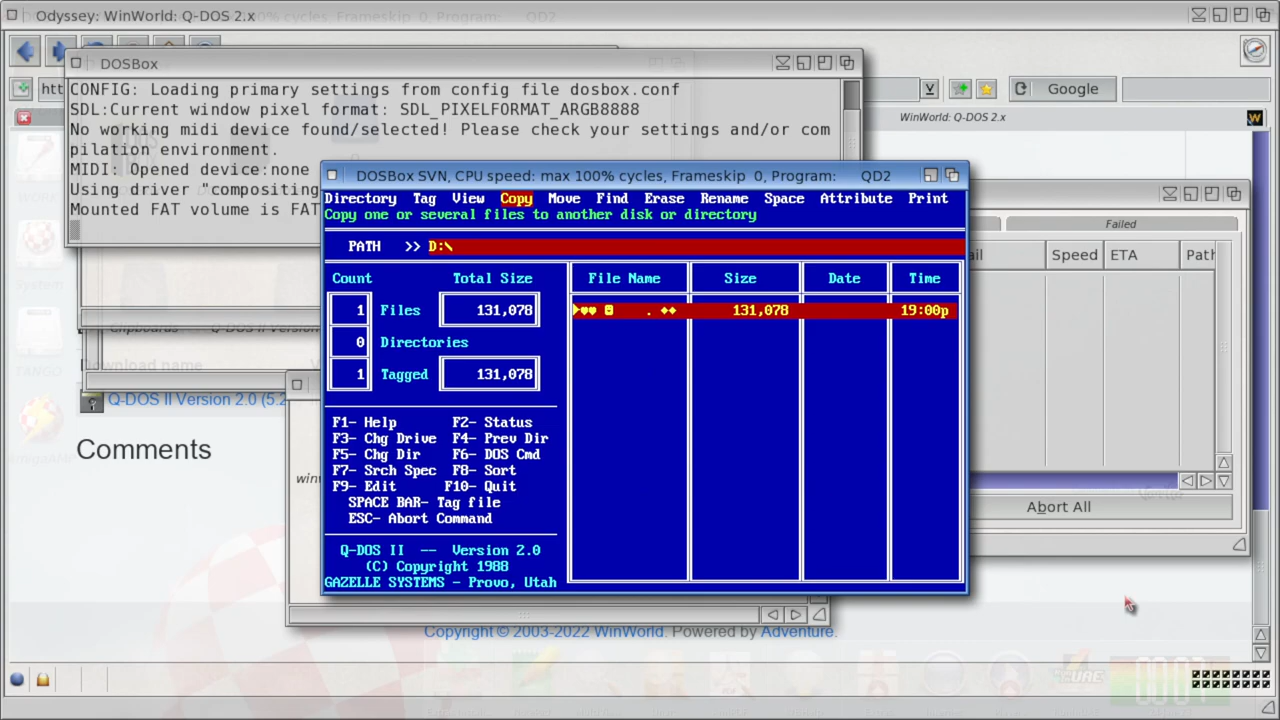 Odyssey: WinWorld: Q-DOS 2.x
DOSBox
CONFIG: Loading primary settings from config file dosbox.conf
SDL:Current window pixel format: SDL_PIXELFORMAT_ARGB8888
No working midi device found/selected! Please check your settings and/or com
pilation environment.
MIDI: Opened device:none
Using driver "compositing
Mounted FAT volume is FAT
htt
Google
WinWorld: Q-DOS 2.x
DOSBox SVN, CPU speed: max 100% cycles, Frameskip 0, Program: QD2
Directory Tag View Copy Move Find Erase Rename Space Attribute Print
Copy one or several files to another disk or directory
PATH >> D:\
Count Total Size File Name Size Date Time
1 Files 131,078 ♥♥ ◘ . ♦♦ 131,078 19:00p
0 Directories
1 Tagged 131,078
F1- Help F2- Status
F3- Chg Drive F4- Prev Dir
F5- Chg Dir F6- DOS Cmd
F7- Srch Spec F8- Sort
F9- Edit F10- Quit
SPACE BAR- Tag file
ESC- Abort Command
Q-DOS II -- Version 2.0
(C) Copyright 1988
GAZELLE SYSTEMS - Provo, Utah
Failed
ail Speed ETA Path
Abort All
Download name
Q-DOS II Version 2.0 (5.2
Comments
winw
Copyright © 2003-2022 WinWorld. Powered by Adventure.